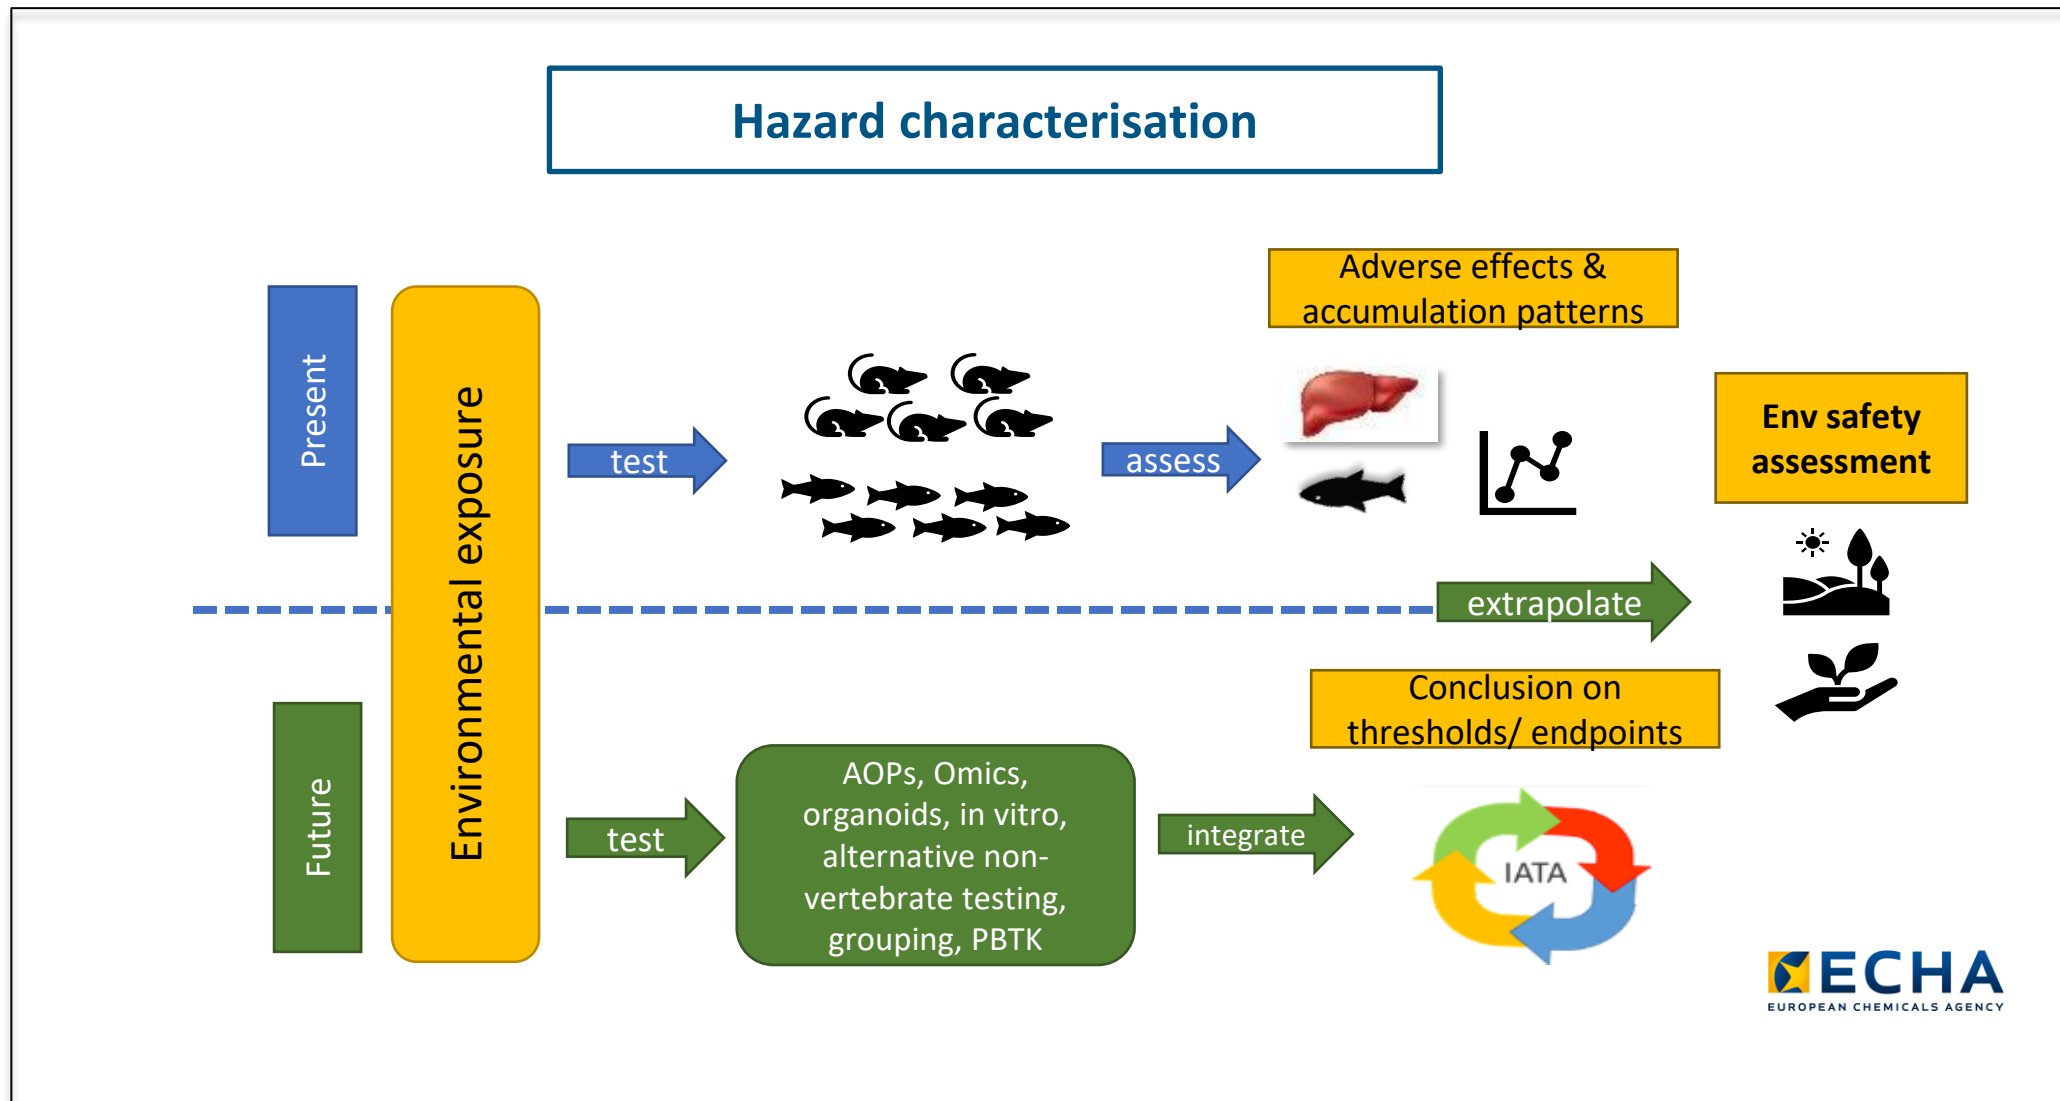 Hazard characterisation
Present
Environmental exposure
test
assess
Adverse effects &
accumulation patterns
Env safety
assessment
extrapolate
Future
test
AOPs, Omics,
organoids, in vitro,
alternative non-
vertebrate testing,
grouping, PBTK
integrate
Conclusion on
thresholds/ endpoints
IATA
ECHA
EUROPEAN CHEMICALS AGENCY